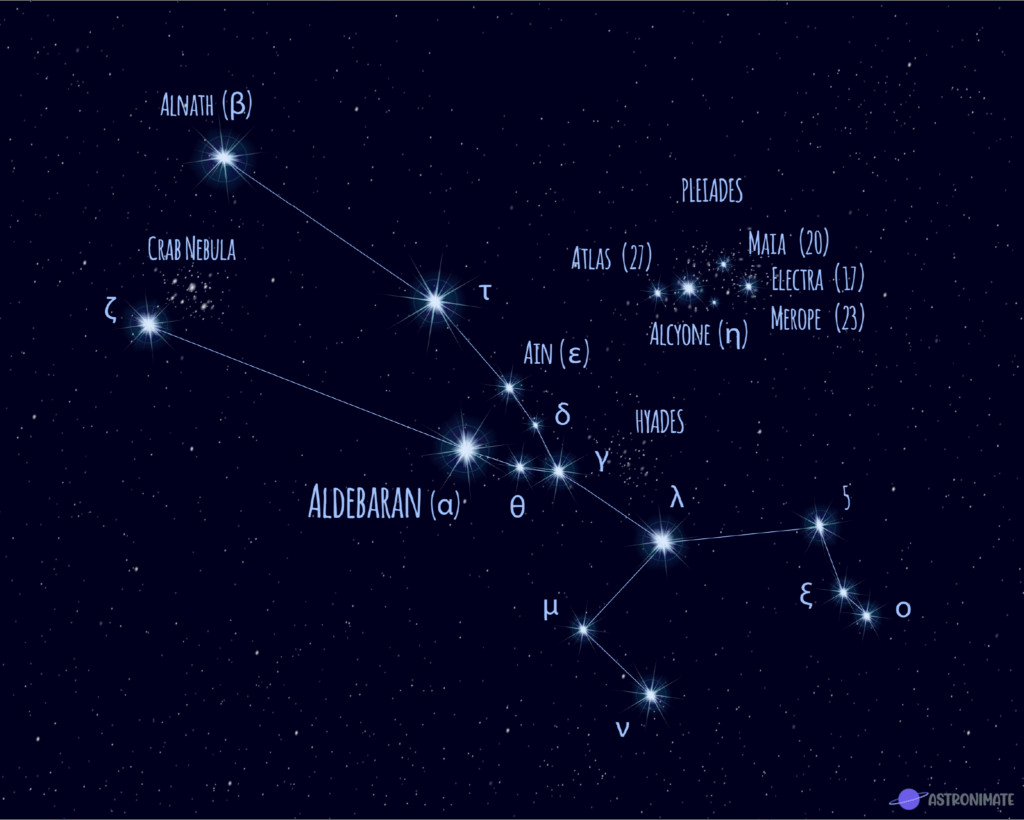 Alnath (β)
Pleiades
Crab Nebula
Atlas (27)
Maia (20)
Electra (17)
Merope (23)
Alcyone (η)
ζ
τ
Ain (ε)
δ
Hyades
γ
λ
Aldebaran (α)
θ
5
ξ
ο
μ
ν
ASTRONIMATE